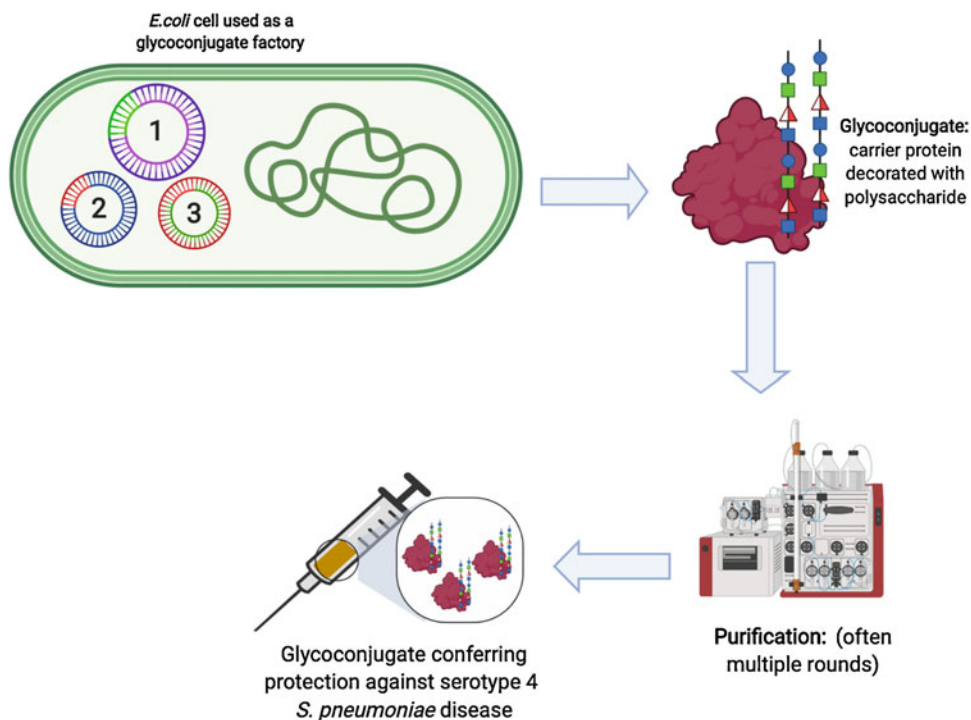 E.coli cell used as a
glycoconjugate factory
1
2
3
Glycoconjugate:
carrier protein
decorated with
polysaccharide
Purification: (often
multiple rounds)
Glycoconjugate conferring
protection against serotype 4
S. pneumoniae disease